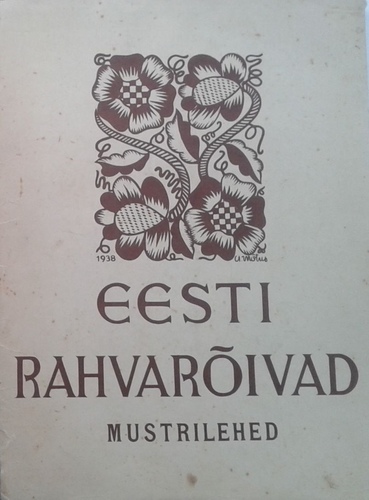 1938
EESTI
RAHVARÕIVAD
MUSTRILEHED